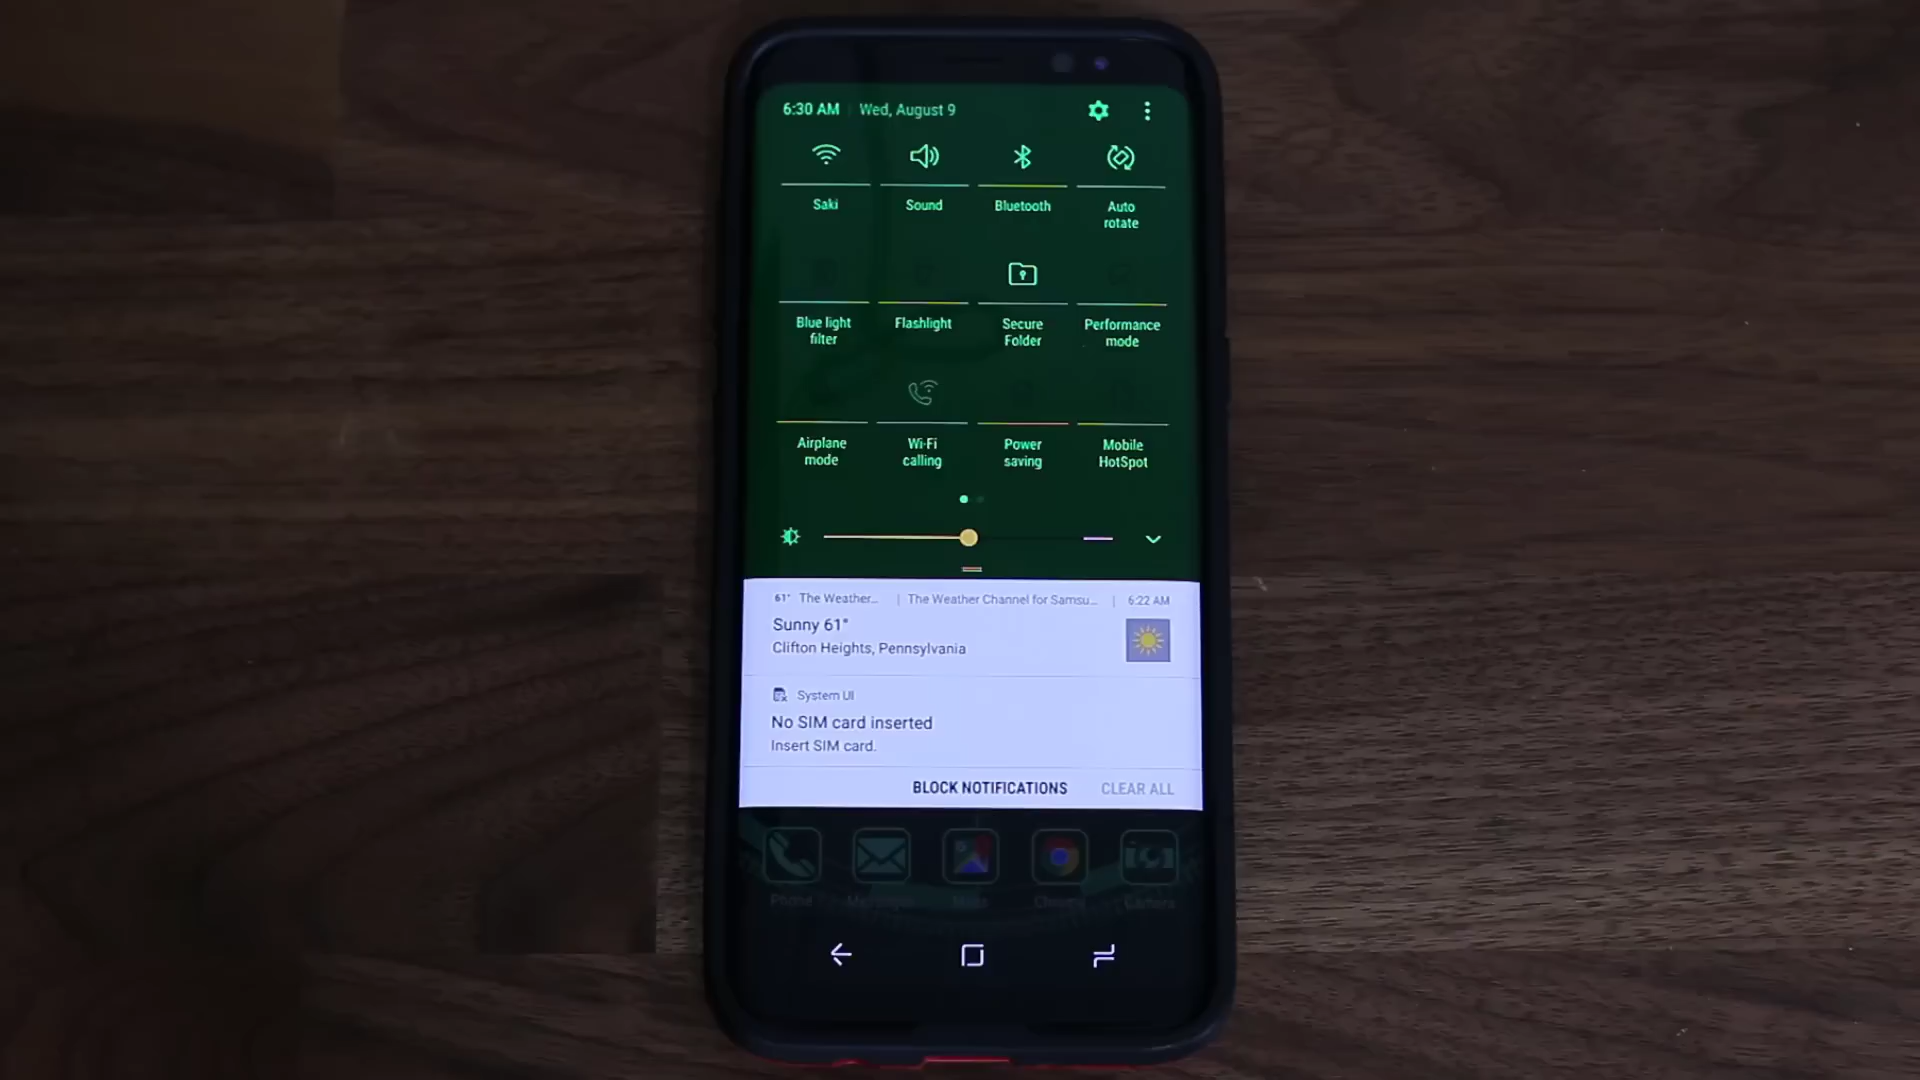 6:30 AM | Wed, August 9
Saki
Sound
Bluetooth
Auto
rotate
Blue light
filter
Flashlight
Secure
Folder
Performance
mode
Airplane
mode
Wi-Fi
calling
Power
saving
Mobile
HotSpot
61° The Weather... | The Weather Channel for Samsu... | 6:22 AM
Sunny 61°
Clifton Heights, Pennsylvania
System UI
No SIM card inserted
Insert SIM card.
BLOCK NOTIFICATIONS CLEAR ALL
Phone Chrome Camera